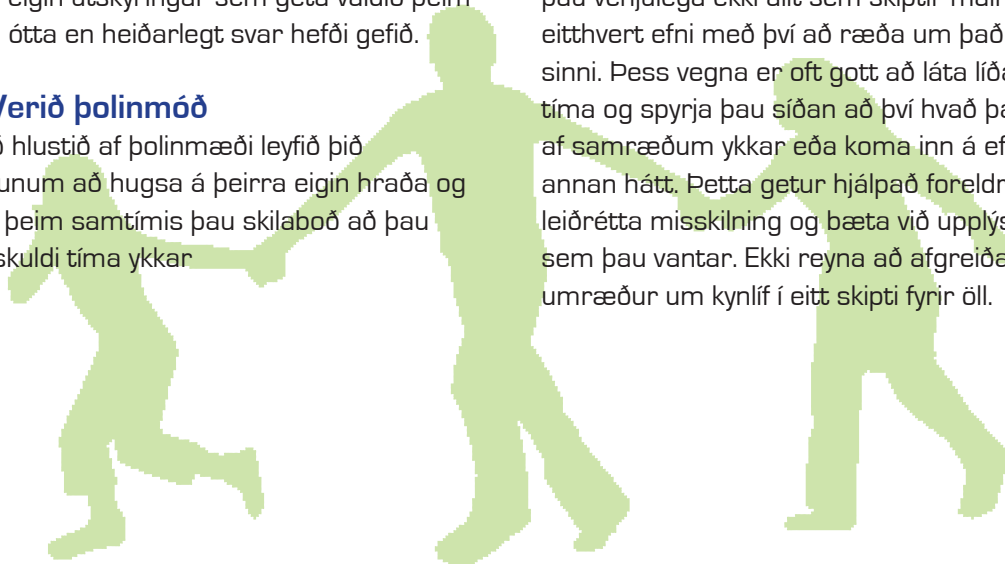 eigin útskýringar sem geta valdið þeim
ótta en heiðarlegt svar hefði gefið.
Verið þolinmóð
hlustið af þolinmæði leyfið þið
unum að hugsa á þeirra eigin hraða og
þeim samtímis þau skilaboð að þau
skuldi tíma ykkar
þau venjulega ekki allt sem skiptir mál
eitthvert efni með því að ræða um það
sinni. Þess vegna er oft gott að láta líða
tíma og spyrja þau síðan að því hvað þa
af samræðum ykkar eða koma inn á ef
annan hátt. Þetta getur hjálpað foreldr
leiðrétta misskilning og bæta við upplýs
sem þau vantar. Ekki reyna að afgreiða
umræður um kynlíf í eitt skipti fyrir öll.